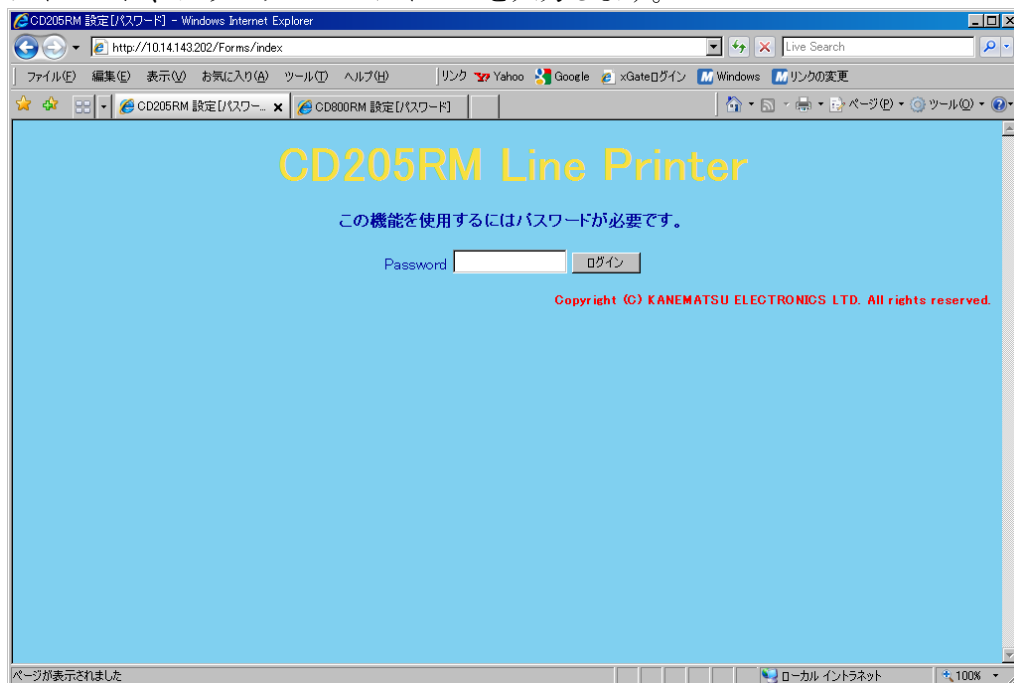 CD205RM 設定[パスワード] - Windows Internet Explorer
http://10.14.143.202/Forms/index
Live Search
ファイル(F) 編集(E) 表示(V) お気に入り(A) ツール(T) ヘルプ(H) リンク Yahoo Google xGateログイン Windows リンクの変更
CD205RM 設定[パスワー... CD800RM 設定[パスワード] ページ(P) ツール(O)
CD205RM Line Printer
この機能を使用するにはパスワードが必要です。
Password ログイン
Copyright (C) KANEMATSU ELECTRONICS LTD. All rights reserved.
ページが表示されました ローカル イントラネット 100%